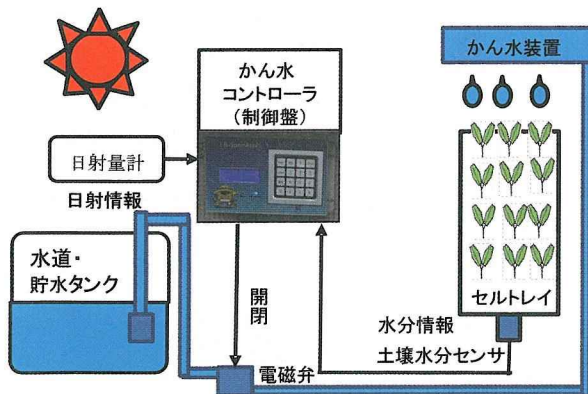 かん水装置
かん水
コントローラ
(制御盤)
日射量計
日射情報
水道・
貯水タンク
開閉
セルトレイ
水分情報
土壌水分センサ
電磁弁